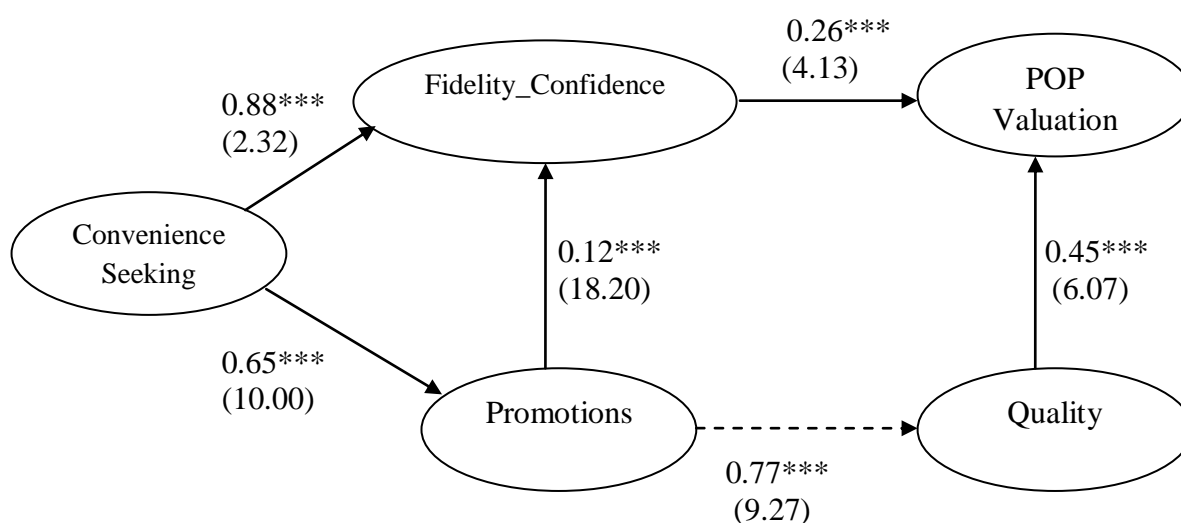 0.26***
(4.13)
Fidelity_Confidence
POP
Valuation
0.88***
(2.32)
Convenience
Seeking
0.12***
(18.20)
0.45***
(6.07)
0.65***
(10.00)
Promotions
Quality
0.77***
(9.27)